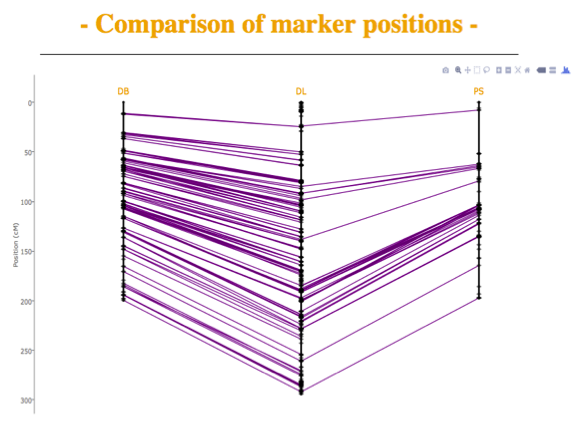 - Comparison of marker positions -
DB DL PS
0
50
100
150
200
250
300
Position (cM)